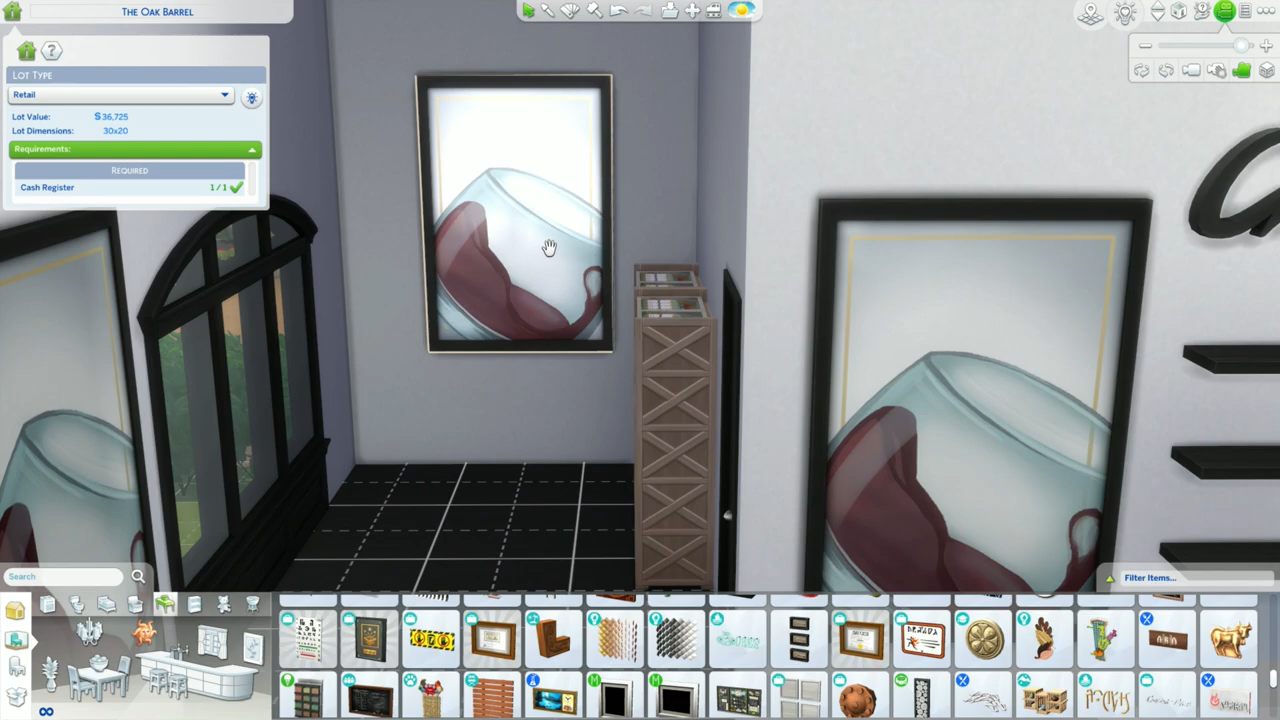 THE OAK BARREL
LOT TYPE
Retail
Lot Value: §36,725
Lot Dimensions: 30x20
Requirements:
REQUIRED
Cash Register 1/1
Search
Filter Items...